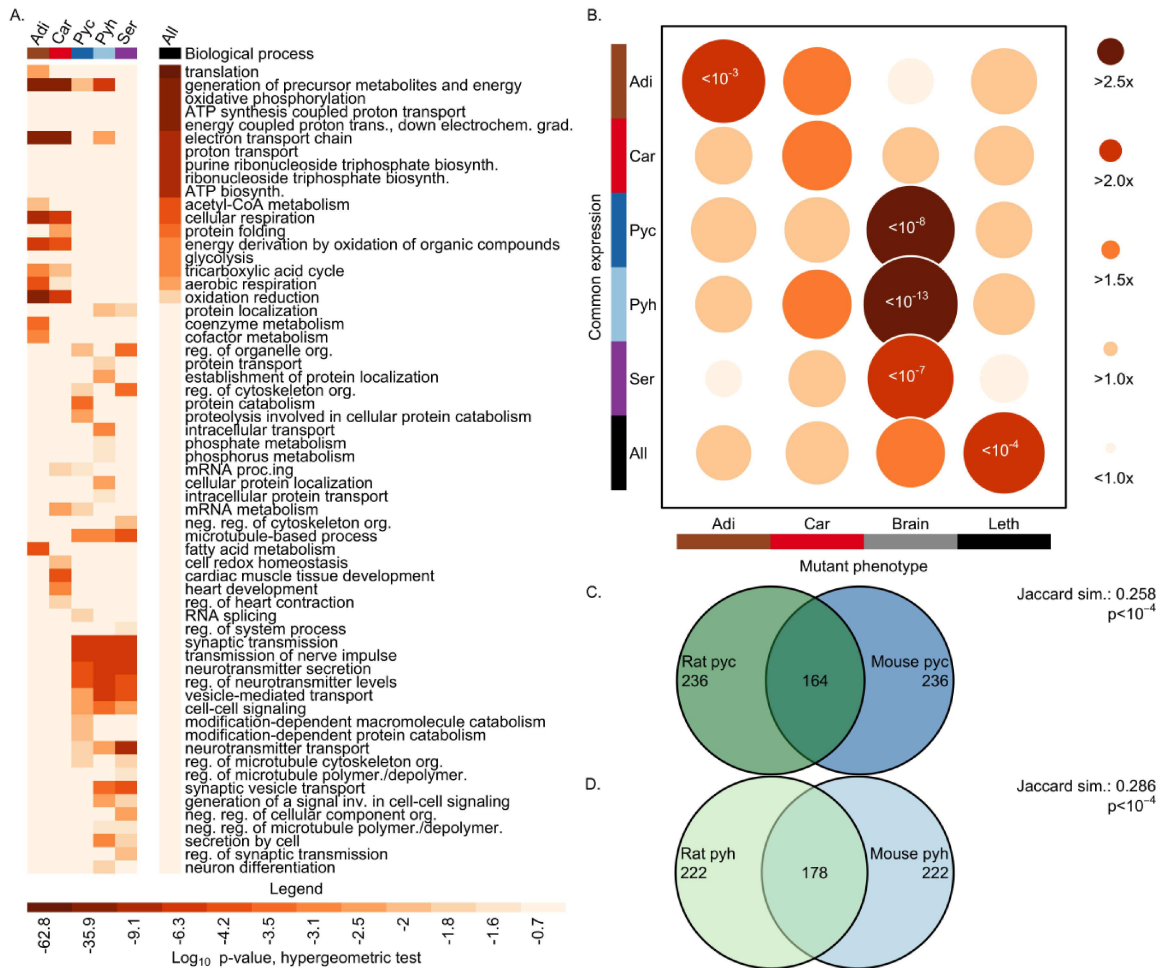 A.
Adi Car Pyc Pyh Ser All
Biological process
translation
generation of precursor metabolites and energy
oxidative phosphorylation
ATP synthesis coupled proton transport
energy coupled proton trans., down electrochem. grad.
electron transport chain
proton transport
purine ribonucleoside triphosphate biosynth.
ribonucleoside triphosphate biosynth.
ATP biosynth.
acetyl-CoA metabolism
cellular respiration
protein folding
energy derivation by oxidation of organic compounds
glycolysis
tricarboxylic acid cycle
aerobic respiration
oxidation reduction
protein localization
coenzyme metabolism
cofactor metabolism
reg. of organelle org.
protein transport
establishment of protein localization
reg. of cytoskeleton org.
protein catabolism
proteolysis involved in cellular protein catabolism
intracellular transport
phosphate metabolism
phosphorus metabolism
mRNA proc.ing
cellular protein localization
intracellular protein transport
mRNA metabolism
neg. reg. of cytoskeleton org.
microtubule-based process
fatty acid metabolism
cell redox homeostasis
cardiac muscle tissue development
heart development
reg. of heart contraction
RNA splicing
reg. of system process
synaptic transmission
transmission of nerve impulse
neurotransmitter secretion
reg. of neurotransmitter levels
vesicle-mediated transport
cell-cell signaling
modification-dependent macromolecule catabolism
modification-dependent protein catabolism
neurotransmitter transport
reg. of microtubule cytoskeleton org.
reg. of microtubule polymer./depolymer.
synaptic vesicle transport
generation of a signal inv. in cell-cell signaling
neg. reg. of cellular component org.
neg. reg. of microtubule polymer./depolymer.
secretion by cell
reg. of synaptic transmission
neuron differentiation
Legend
-62.8 -35.9 -9.1 -6.3 -4.2 -3.5 -3.1 -2.5 -2 -1.8 -1.6 -0.7
Log₁₀ p-value, hypergeometric test
B.
Common expression
Adi
Car
Pyc
Pyh
Ser
All
<10⁻³
<10⁻⁸
<10⁻¹³
<10⁻⁷
<10⁻⁴
Adi Car Brain Leth
Mutant phenotype
>2.5x
>2.0x
>1.5x
>1.0x
<1.0x
C.
Jaccard sim.: 0.258
p<10⁻⁴
Rat pyc
236
164
Mouse pyc
236
D.
Jaccard sim.: 0.286
p<10⁻⁴
Rat pyh
222
178
Mouse pyh
222